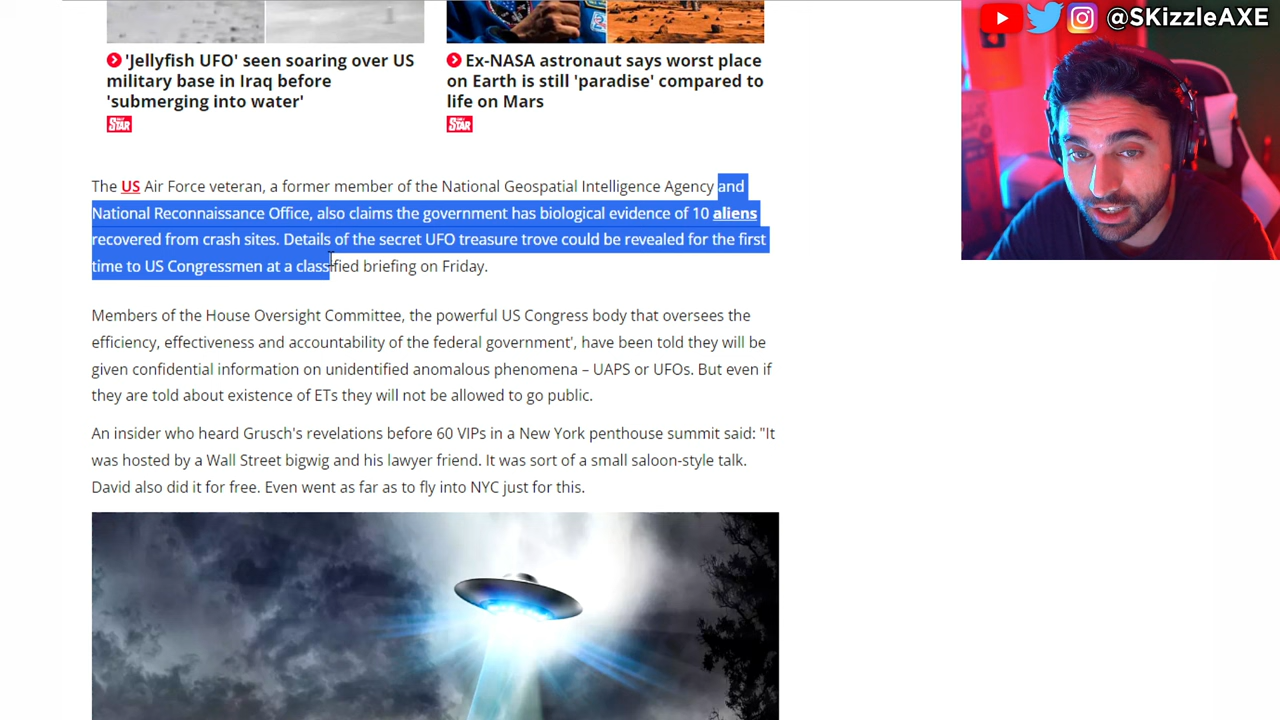 @SKizzleAXE
'Jellyfish UFO' seen soaring over US
military base in Iraq before
'submerging into water'
STAR
Ex-NASA astronaut says worst place
on Earth is still 'paradise' compared to
life on Mars
STAR
The US Air Force veteran, a former member of the National Geospatial Intelligence Agency and
National Reconnaissance Office, also claims the government has biological evidence of 10 aliens
recovered from crash sites. Details of the secret UFO treasure trove could be revealed for the first
time to US Congressmen at a classified briefing on Friday.
Members of the House Oversight Committee, the powerful US Congress body that oversees the
efficiency, effectiveness and accountability of the federal government', have been told they will be
given confidential information on unidentified anomalous phenomena – UAPS or UFOs. But even if
they are told about existence of ETs they will not be allowed to go public.
An insider who heard Grusch's revelations before 60 VIPs in a New York penthouse summit said: "It
was hosted by a Wall Street bigwig and his lawyer friend. It was sort of a small saloon-style talk.
David also did it for free. Even went as far as to fly into NYC just for this.